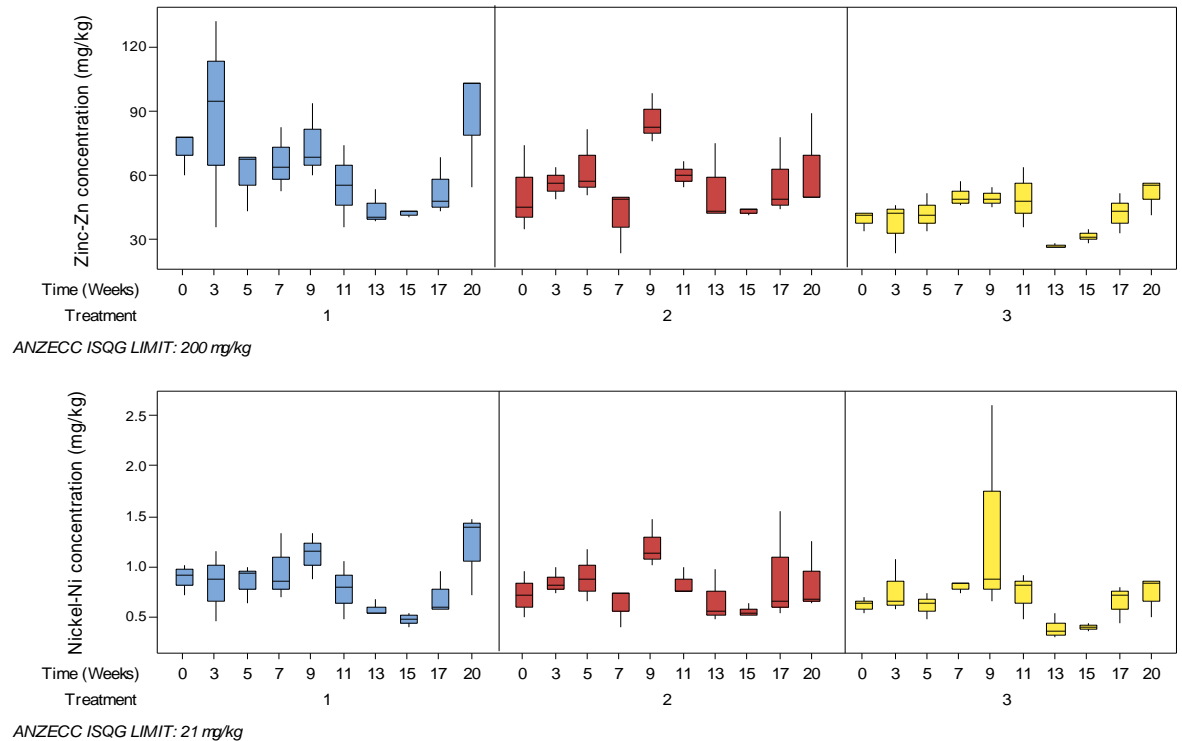 Zinc-Zn concentration (mg/kg)
120
90
60
30
Time (Weeks) 0 3 5 7 9 11 13 15 17 20 0 3 5 7 9 11 13 15 17 20 0 3 5 7 9 11 13 15 17 20
Treatment 1 2 3
ANZECC ISQG LIMIT: 200 mg/kg
Nickel-Ni concentration (mg/kg)
2.5
2.0
1.5
1.0
0.5
Time (Weeks) 0 3 5 7 9 11 13 15 17 20 0 3 5 7 9 11 13 15 17 20 0 3 5 7 9 11 13 15 17 20
Treatment 1 2 3
ANZECC ISQG LIMIT: 21 mg/kg